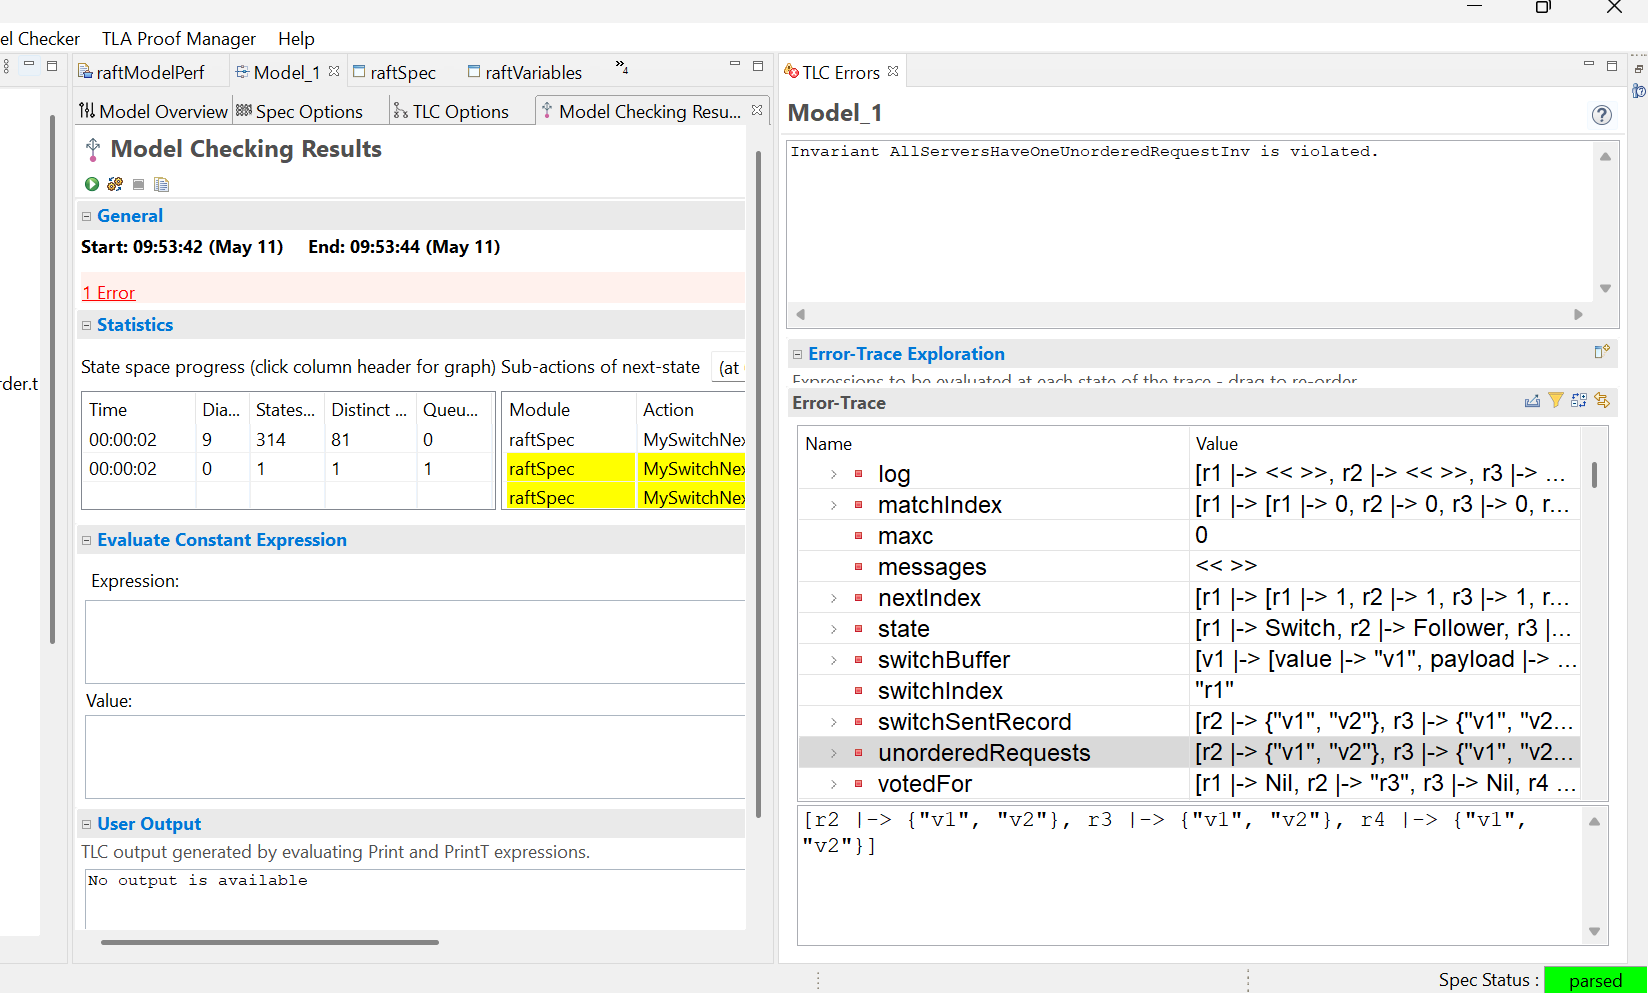 el Checker TLA Proof Manager Help
raftModelPerf Model_1 raftSpec raftVariables »4
TLC Errors
Model Overview Spec Options TLC Options Model Checking Resu...
Model_1
Model Checking Results
Invariant AllServersHaveOneUnorderedRequestInv is violated.
General
Start: 09:53:42 (May 11) End: 09:53:44 (May 11)
1 Error
Statistics
State space progress (click column header for graph) Sub-actions of next-state (at
Time Dia... States... Distinct ... Queu...
00:00:02 9 314 81 0
00:00:02 0 1 1 1
Module Action
raftSpec MySwitchNex
raftSpec MySwitchNex
raftSpec MySwitchNex
rder.t
Evaluate Constant Expression
Expression:
Value:
User Output
TLC output generated by evaluating Print and PrintT expressions.
No output is available
Error-Trace Exploration
Expressions to be evaluated at each state of the trace - drag to re-order
Error-Trace
Name Value
log [r1 |-> << >>, r2 |-> << >>, r3 |-> ...
matchIndex [r1 |-> [r1 |-> 0, r2 |-> 0, r3 |-> 0, r...
maxc 0
messages << >>
nextIndex [r1 |-> [r1 |-> 1, r2 |-> 1, r3 |-> 1, r...
state [r1 |-> Switch, r2 |-> Follower, r3 |...
switchBuffer [v1 |-> [value |-> "v1", payload |-> ...
switchIndex "r1"
switchSentRecord [r2 |-> {"v1", "v2"}, r3 |-> {"v1", "v2...
unorderedRequests [r2 |-> {"v1", "v2"}, r3 |-> {"v1", "v2...
votedFor [r1 |-> Nil, r2 |-> "r3", r3 |-> Nil, r4 ...
[r2 |-> {"v1", "v2"}, r3 |-> {"v1", "v2"}, r4 |-> {"v1",
"v2"}]
Spec Status : parsed